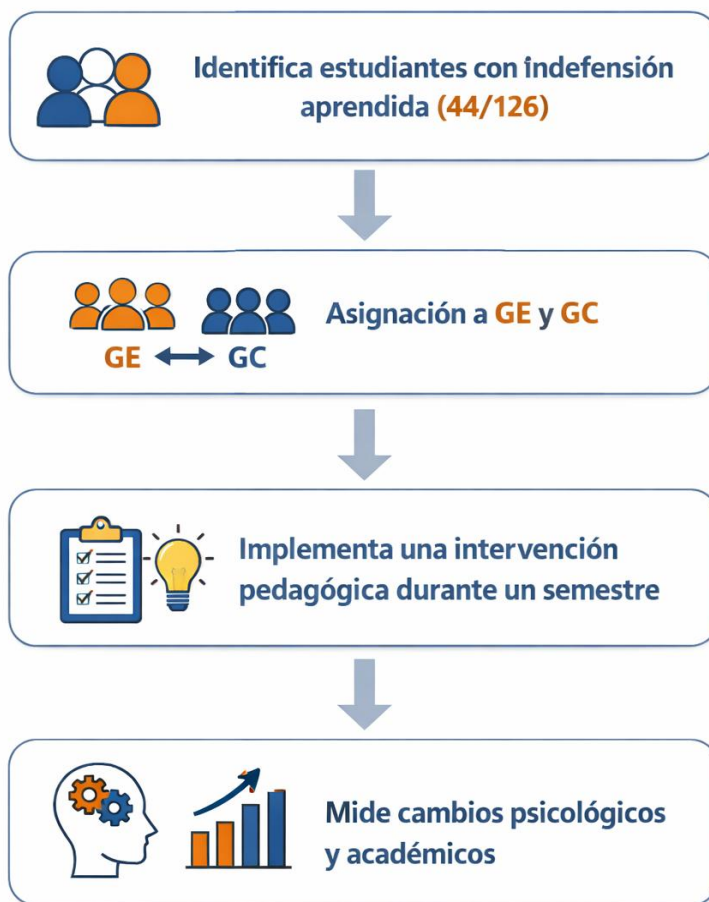 Identifica estudiantes con indefensión
aprendida (44/126)
GE GC
Asignación a GE y GC
Implementa una intervención
pedagógica durante un semestre
Mide cambios psicológicos
y académicos